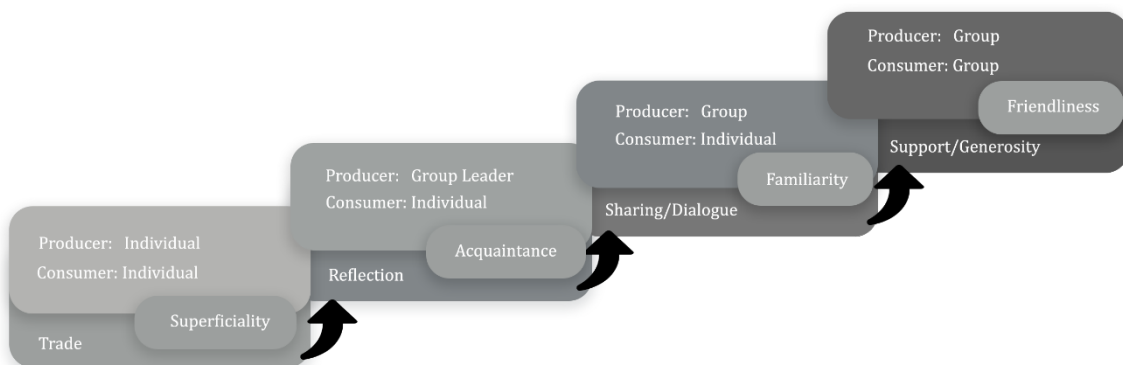 Producer: Individual
Consumer: Individual
Superficiality
Trade
Producer: Group Leader
Consumer: Individual
Acquaintance
Reflection
Producer: Group
Consumer: Individual
Familiarity
Sharing/Dialogue
Producer: Group
Consumer: Group
Friendliness
Support/Generosity